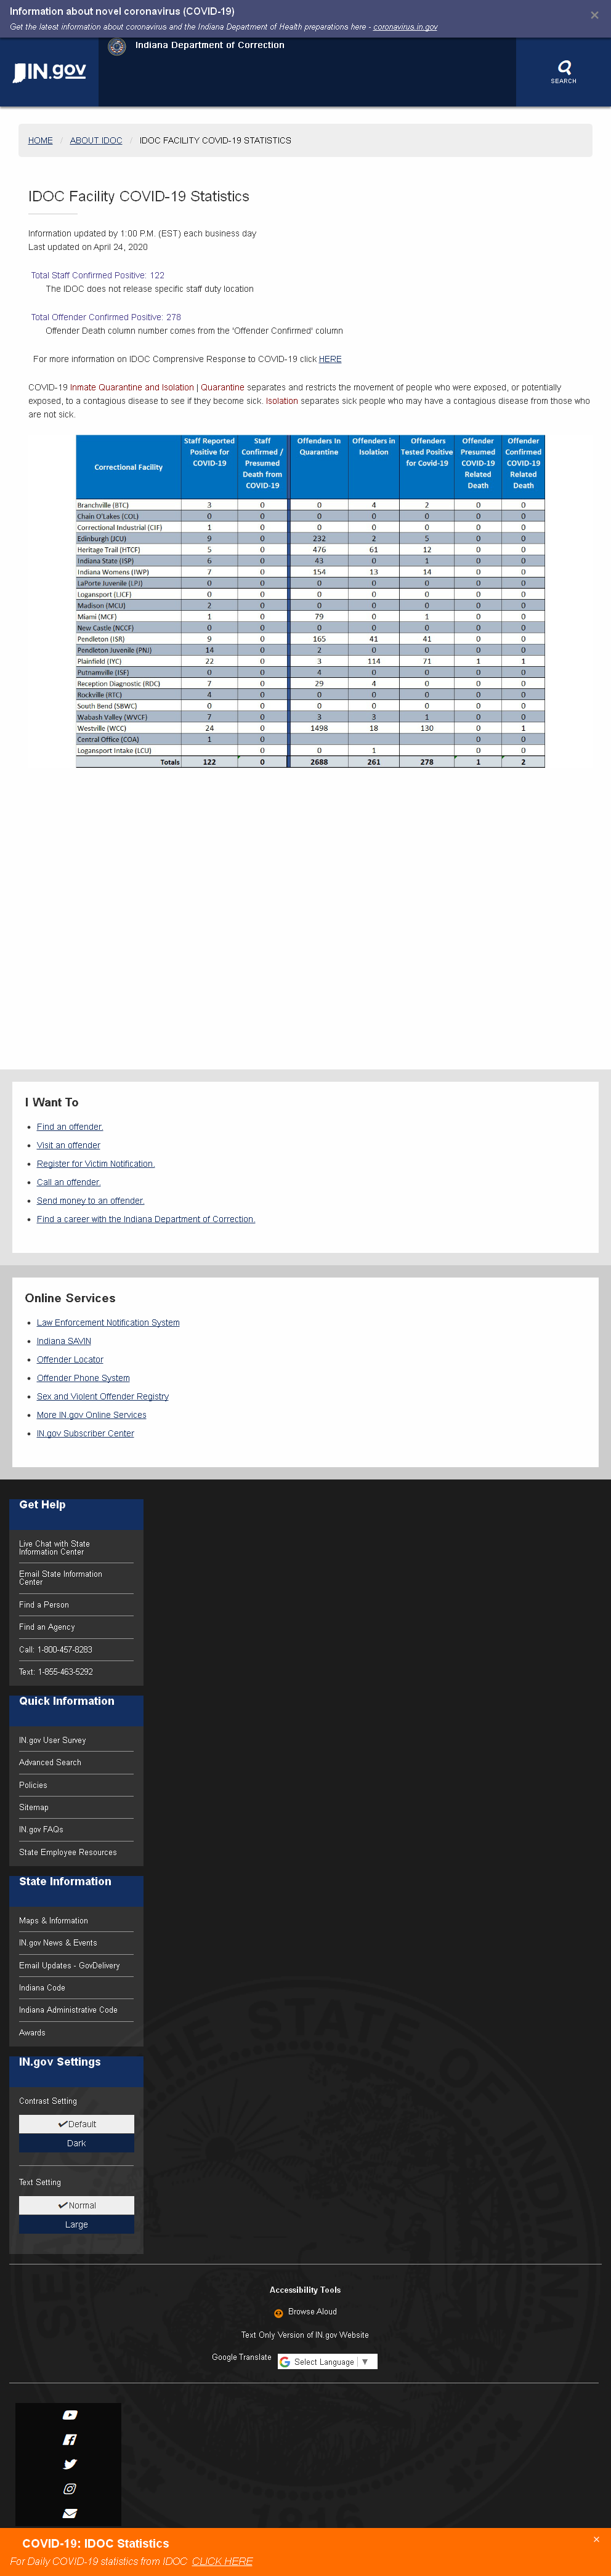 Information about novel coronavirus (COVID-19)
×
Get the latest information about coronavirus and the Indiana Department of Health preparations here - coronavirus.in.gov
IN.gov
Indiana Department of Correction
SEARCH
HOME / ABOUT IDOC / IDOC FACILITY COVID-19 STATISTICS
IDOC Facility COVID-19 Statistics
Information updated by 1:00 P.M. (EST) each business day
Last updated on April 24, 2020
Total Staff Confirmed Positive: 122
The IDOC does not release specific staff duty location
Total Offender Confirmed Positive: 278
Offender Death column number comes from the 'Offender Confirmed' column
For more information on IDOC Comprensive Response to COVID-19 click HERE
COVID-19 Inmate Quarantine and Isolation | Quarantine separates and restricts the movement of people who were exposed, or potentially
exposed, to a contagious disease to see if they become sick. Isolation separates sick people who may have a contagious disease from those who
are not sick.
Correctional Facility | Staff Reported Positive for COVID-19 | Staff Confirmed / Presumed Death from COVID-19 | Offenders In Quarantine | Offenders in Isolation | Offenders Tested Positive for Covid-19 | Offender Presumed COVID-19 Related Death | Offender Confirmed COVID-19 Related Death
Branchville (BTC) 3 0 0 4 2 0 0
Chain O'Lakes (COL) 0 0 0 0 0 0 0
Correctional Industrial (CIF) 1 0 0 0 0 0 0
Edinburgh (JCU) 9 0 232 2 5 0 0
Heritage Trail (HTCF) 5 0 476 61 12 0 0
Indiana State (ISP) 6 0 43 0 1 0 0
Indiana Womens (IWP) 7 0 154 13 14 0 0
LaPorte Juvenile (LPJ) 0 0 0 0 0 0 0
Logansport (LJCF) 0 0 0 0 0 0 0
Madison (MCU) 2 0 0 0 0 0 0
Miami (MCF) 1 0 79 0 1 0 0
New Castle (NCCF) 0 0 0 0 0 0 0
Pendleton (ISR) 9 0 165 41 41 0 0
Pendleton Juvenile (PNJ) 14 0 2 0 0 0 0
Plainfield (IYC) 22 0 3 114 71 1 1
Putnamville (ISF) 0 0 4 0 0 0 0
Reception Diagnostic (RDC) 7 0 29 4 0 0 0
Rockville (RTC) 4 0 0 0 0 0 0
South Bend (SBWC) 0 0 0 0 0 0 0
Wabash Valley (WVCF) 7 0 3 3 1 0 0
Westville (WCC) 24 0 1498 18 130 0 1
Central Office (COA) 1 0 0 0
Logansport Intake (LCU) 0 0 1 0 0
Totals 122 0 2688 261 278 1 2
I Want To
Find an offender.
Visit an offender
Register for Victim Notification.
Call an offender.
Send money to an offender.
Find a career with the Indiana Department of Correction.
Online Services
Law Enforcement Notification System
Indiana SAVIN
Offender Locator
Offender Phone System
Sex and Violent Offender Registry
More IN.gov Online Services
IN.gov Subscriber Center
Get Help
Live Chat with State
Information Center
Email State Information
Center
Find a Person
Find an Agency
Call: 1-800-457-8283
Text: 1-855-463-5292
Quick Information
IN.gov User Survey
Advanced Search
Policies
Sitemap
IN.gov FAQs
State Employee Resources
State Information
Maps & Information
IN.gov News & Events
Email Updates - GovDelivery
Indiana Code
Indiana Administrative Code
Awards
IN.gov Settings
Contrast Setting
Default
Dark
Text Setting
Normal
Large
Accessibility Tools
Browse Aloud
Text Only Version of IN.gov Website
Google Translate Select Language ▼
1816
COVID-19: IDOC Statistics
×
For Daily COVID-19 statistics from IDOC CLICK HERE